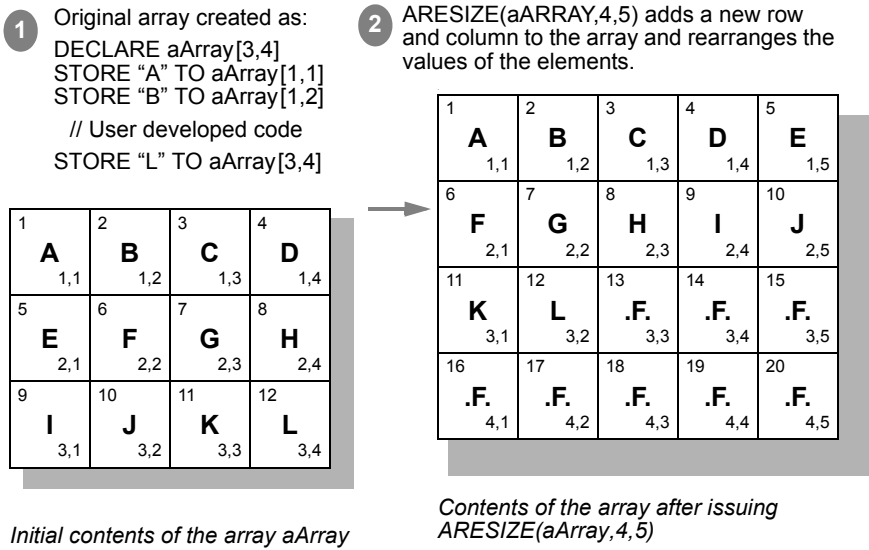 1
Original array created as:
DECLARE aArray[3,4]
STORE “A” TO aArray[1,1]
STORE “B” TO aArray[1,2]
// User developed code
STORE “L” TO aArray[3,4]
1 2 3 4
A B C D
1,1 1,2 1,3 1,4
5 6 7 8
E F G H
2,1 2,2 2,3 2,4
9 10 11 12
I J K L
3,1 3,2 3,3 3,4
Initial contents of the array aArray
2
ARESIZE(aARRAY,4,5) adds a new row
and column to the array and rearranges the
values of the elements.
1 2 3 4 5
A B C D E
1,1 1,2 1,3 1,4 1,5
6 7 8 9 10
F G H I J
2,1 2,2 2,3 2,4 2,5
11 12 13 14 15
K L .F. .F. .F.
3,1 3,2 3,3 3,4 3,5
16 17 18 19 20
.F. .F. .F. .F. .F.
4,1 4,2 4,3 4,4 4,5
Contents of the array after issuing
ARESIZE(aArray,4,5)